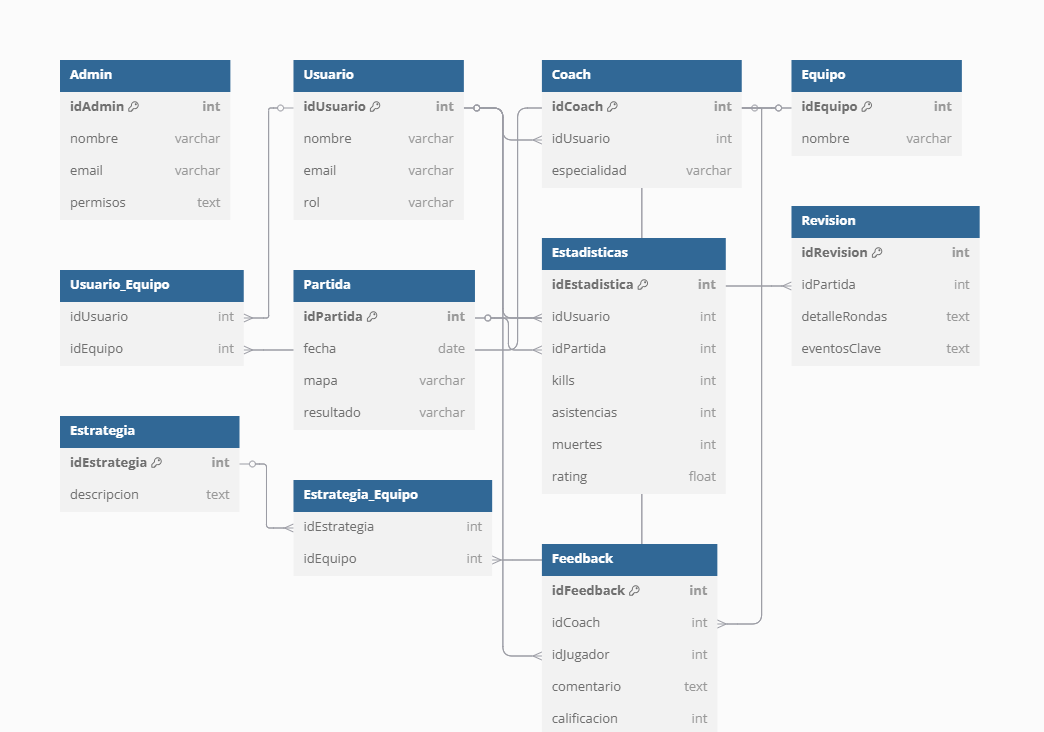 Admin
idAdmin int
nombre varchar
email varchar
permisos text
Usuario
idUsuario int
nombre varchar
email varchar
rol varchar
Coach
idCoach int
idUsuario int
especialidad varchar
Equipo
idEquipo int
nombre varchar
Revision
idRevision int
idPartida int
detalleRondas text
eventosClave text
Usuario_Equipo
idUsuario int
idEquipo int
Partida
idPartida int
fecha date
mapa varchar
resultado varchar
Estadisticas
idEstadistica int
idUsuario int
idPartida int
kills int
asistencias int
muertes int
rating float
Estrategia
idEstrategia int
descripcion text
Estrategia_Equipo
idEstrategia int
idEquipo int
Feedback
idFeedback int
idCoach int
idJugador int
comentario text
calificacion int